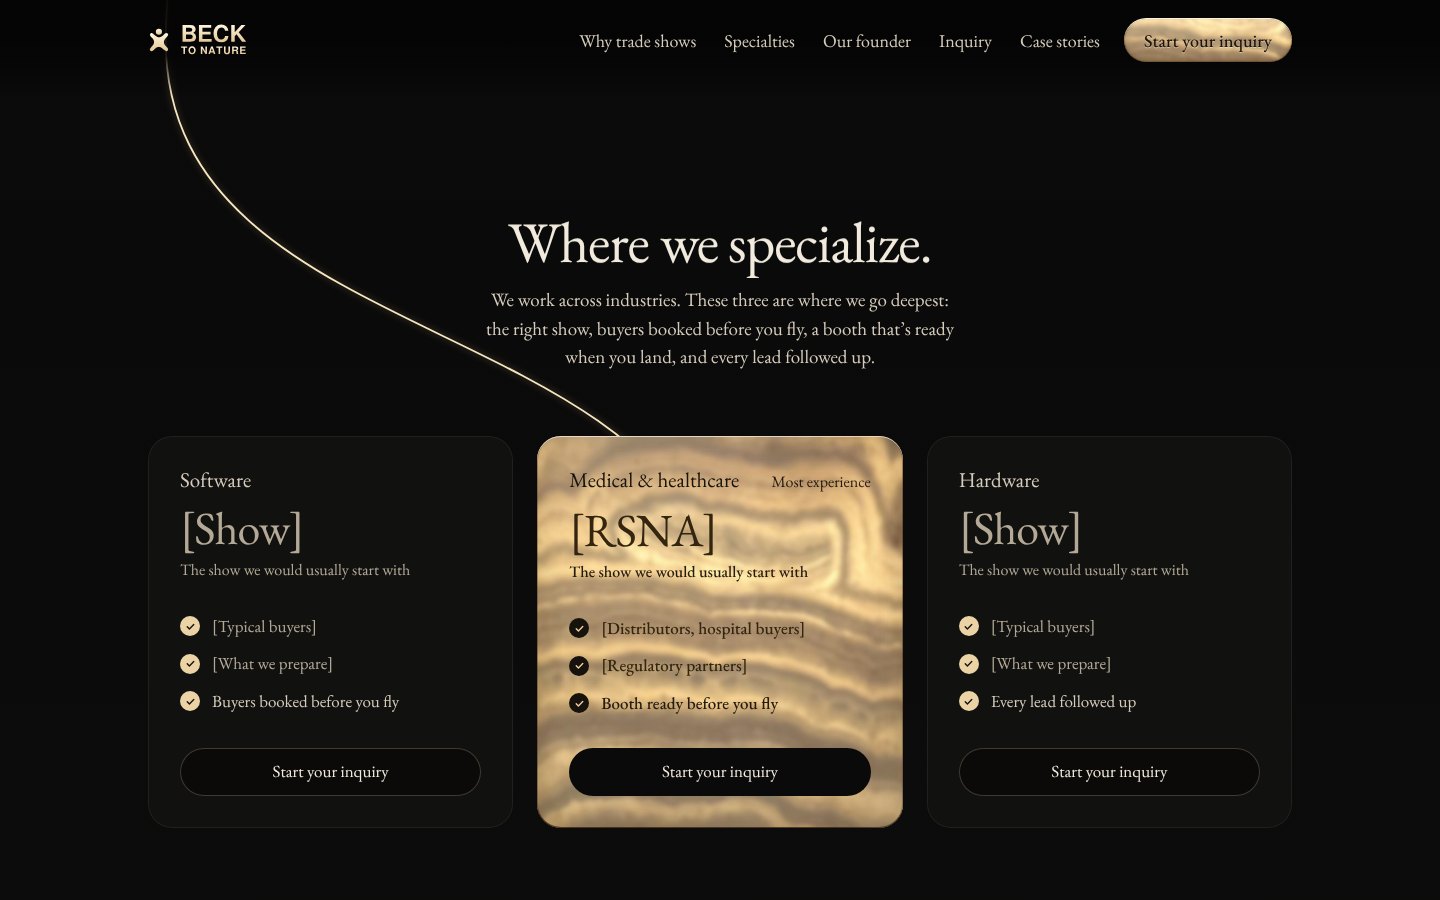 BECK
TO NATURE
Why trade shows
Specialties
Our founder
Inquiry
Case stories
Start your inquiry
Where we specialize.
We work across industries. These three are where we go deepest:
the right show, buyers booked before you fly, a booth that’s ready
when you land, and every lead followed up.
Software
[Show]
The show we would usually start with
[Typical buyers]
[What we prepare]
Buyers booked before you fly
Start your inquiry
Medical & healthcare
Most experience
[RSNA]
The show we would usually start with
[Distributors, hospital buyers]
[Regulatory partners]
Booth ready before you fly
Start your inquiry
Hardware
[Show]
The show we would usually start with
[Typical buyers]
[What we prepare]
Every lead followed up
Start your inquiry